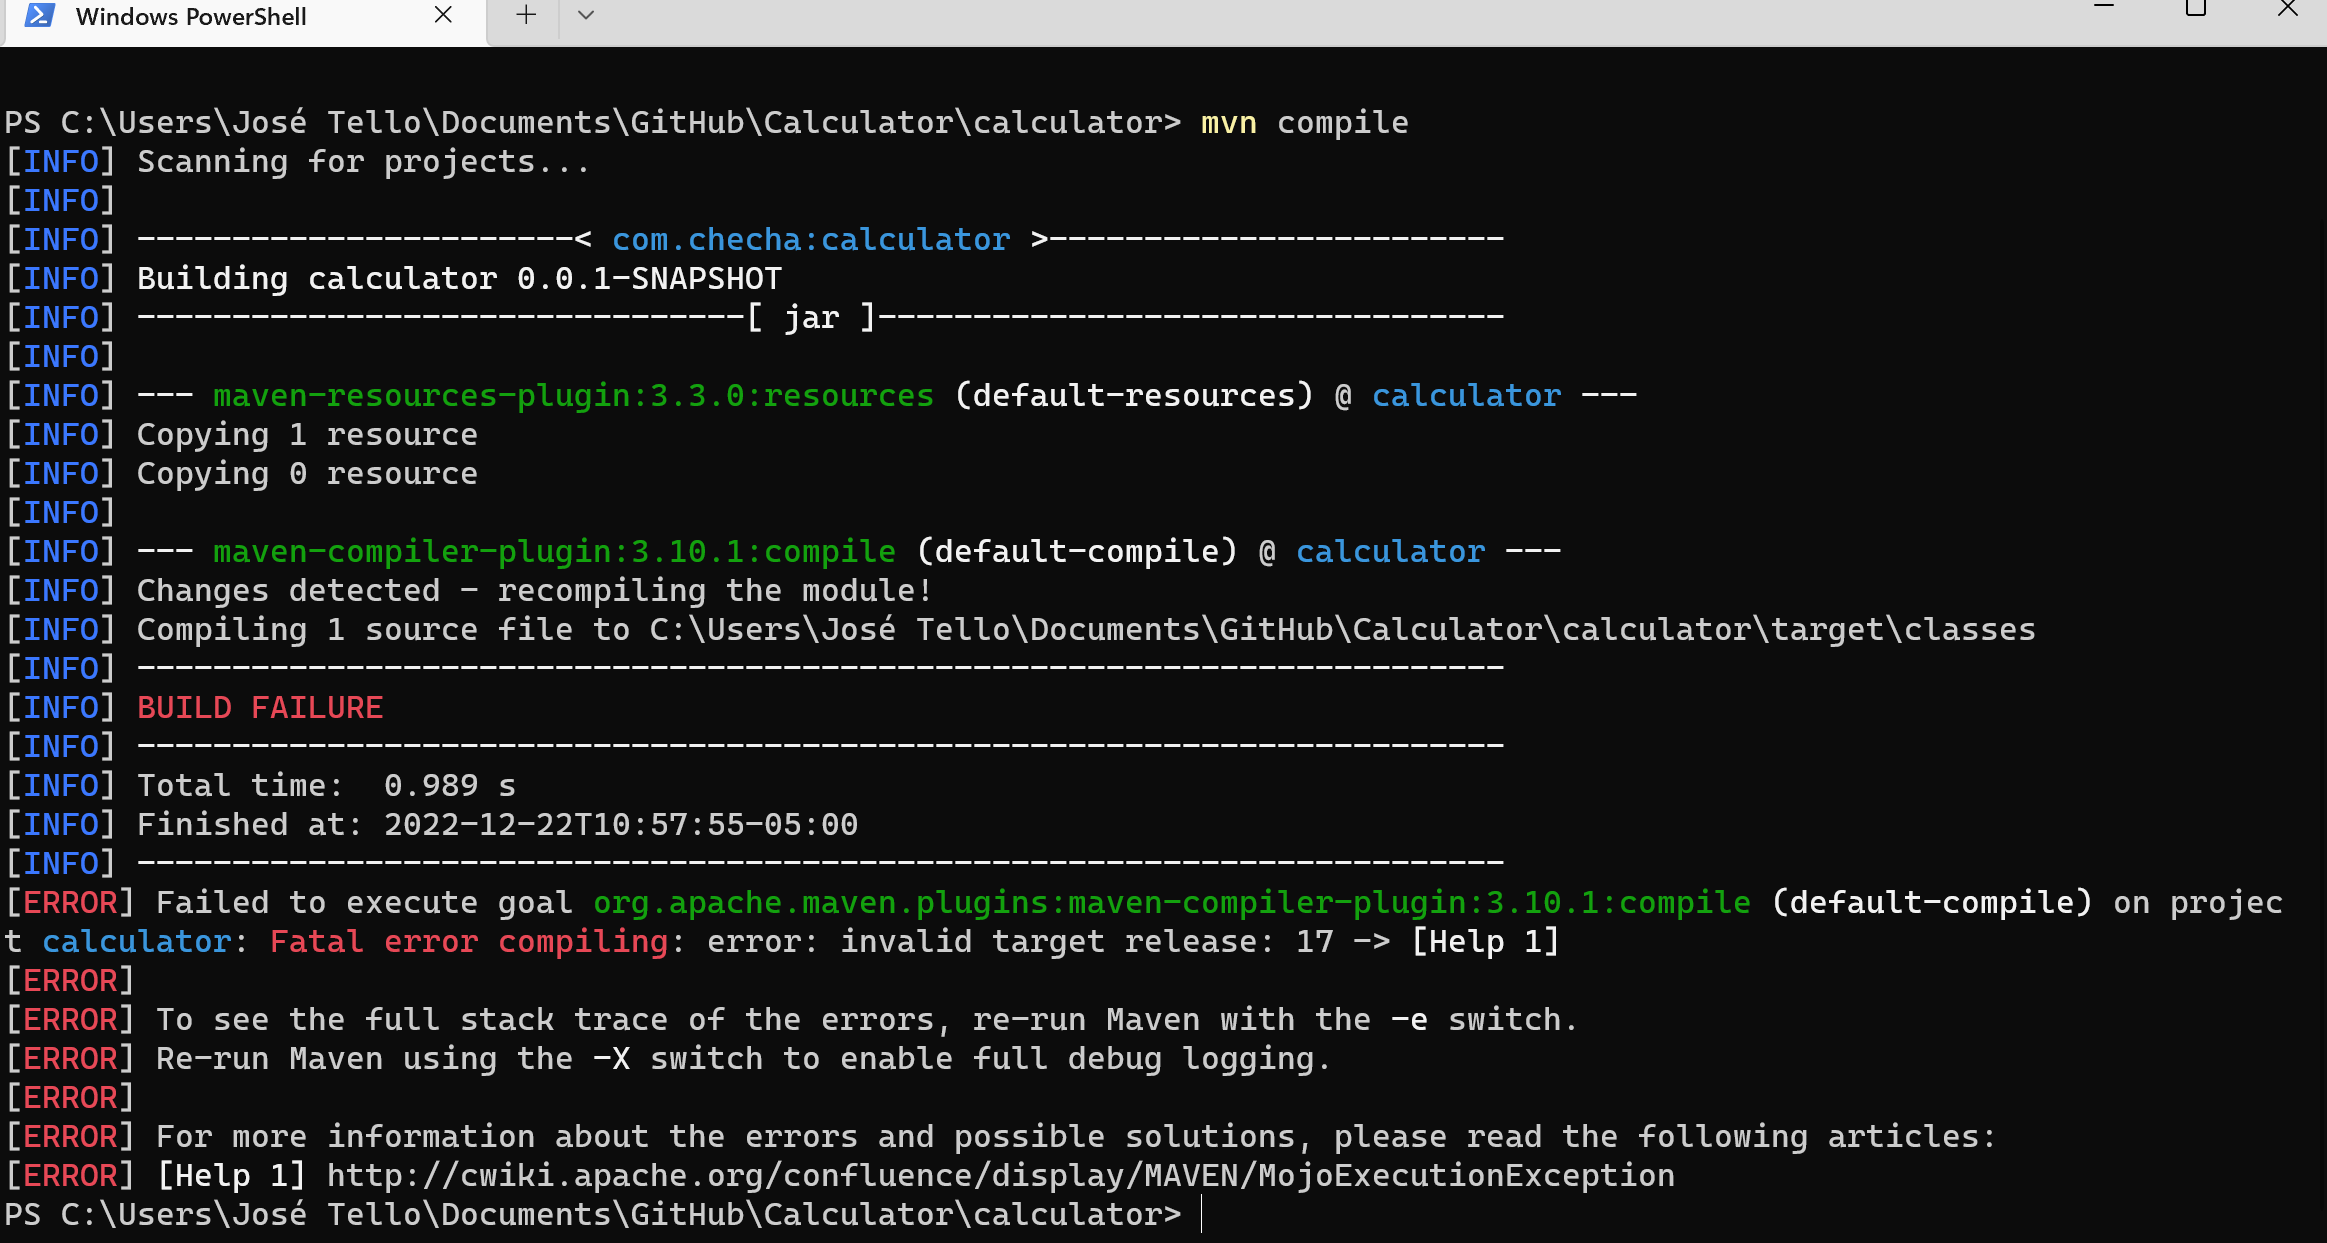 Windows PowerShell
PS C:\Users\José Tello\Documents\GitHub\Calculator\calculator> mvn compile
[INFO] Scanning for projects...
[INFO]
[INFO] -----------------------< com.checha:calculator >------------------------
[INFO] Building calculator 0.0.1-SNAPSHOT
[INFO] --------------------------------[ jar ]---------------------------------
[INFO]
[INFO] --- maven-resources-plugin:3.3.0:resources (default-resources) @ calculator ---
[INFO] Copying 1 resource
[INFO] Copying 0 resource
[INFO]
[INFO] --- maven-compiler-plugin:3.10.1:compile (default-compile) @ calculator ---
[INFO] Changes detected - recompiling the module!
[INFO] Compiling 1 source file to C:\Users\José Tello\Documents\GitHub\Calculator\calculator\target\classes
[INFO] ------------------------------------------------------------------------
[INFO] BUILD FAILURE
[INFO] ------------------------------------------------------------------------
[INFO] Total time:  0.989 s
[INFO] Finished at: 2022-12-22T10:57:55-05:00
[INFO] ------------------------------------------------------------------------
[ERROR] Failed to execute goal org.apache.maven.plugins:maven-compiler-plugin:3.10.1:compile (default-compile) on projec
t calculator: Fatal error compiling: error: invalid target release: 17 -> [Help 1]
[ERROR]
[ERROR] To see the full stack trace of the errors, re-run Maven with the -e switch.
[ERROR] Re-run Maven using the -X switch to enable full debug logging.
[ERROR]
[ERROR] For more information about the errors and possible solutions, please read the following articles:
[ERROR] [Help 1] http://cwiki.apache.org/confluence/display/MAVEN/MojoExecutionException
PS C:\Users\José Tello\Documents\GitHub\Calculator\calculator>